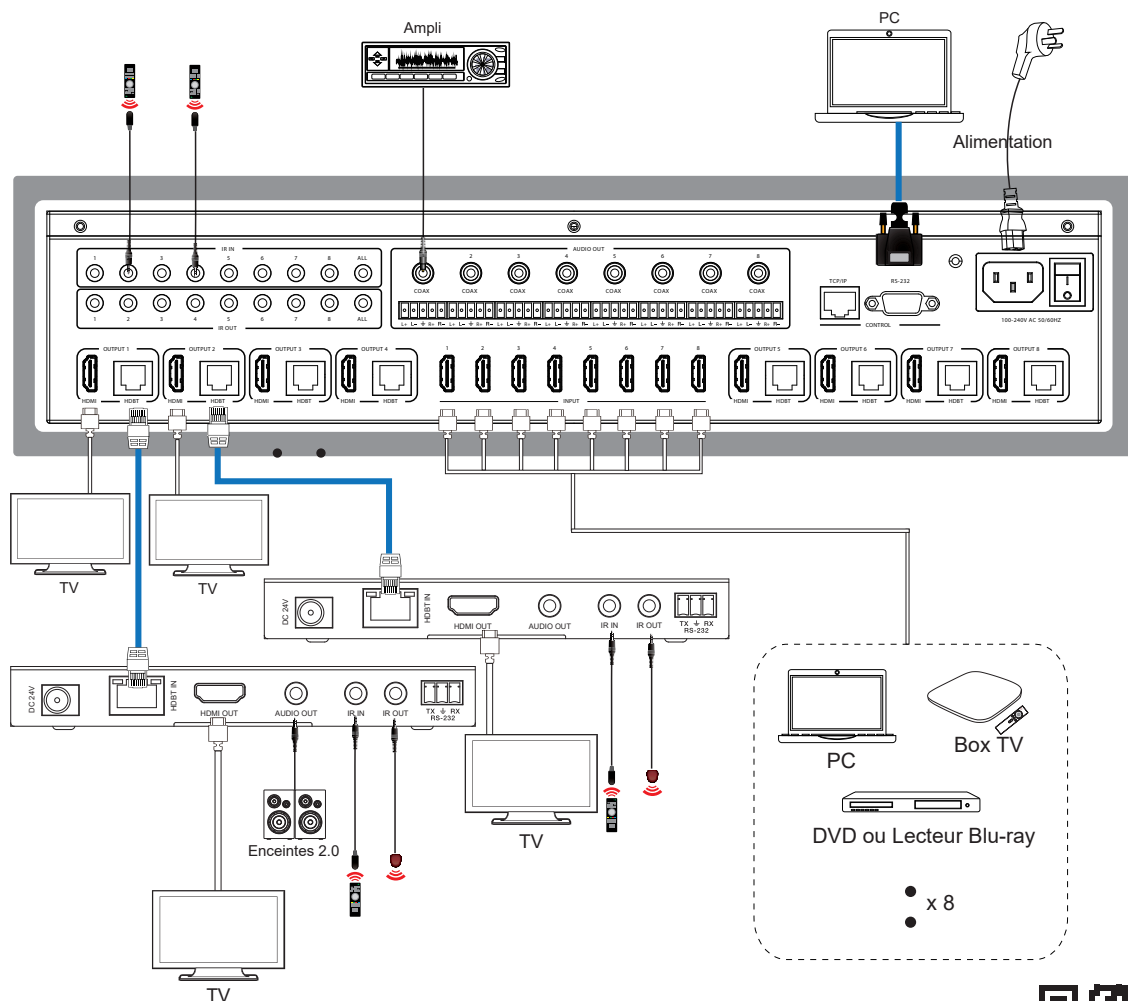 Ampli
PC
Alimentation
IR IN
1 3 5 6 7 8 ALL
1 2 3 4 5 6 7 8 ALL
IR OUT
AUDIO OUT
2 3 4 5 6 7 8
COAX COAX COAX COAX COAX COAX COAX COAX
L+ L- ⏚ R+ R- L+ L- ⏚ R+ R- L+ L- ⏚ R+ R- L+ L- ⏚ R+ R- L+ L- ⏚ R+ R- L+ L- ⏚ R+ R- L+ L- ⏚ R+ R- L+ L- ⏚ R+ R-
TCP/IP RS-232
CONTROL
100-240V AC 50/60HZ
OUTPUT 1 OUTPUT 2 OUTPUT 3 OUTPUT 4
HDMI HDBT HDMI HDBT HDMI HDBT HDMI HDBT
1 2 3 4 5 6 7 8
INPUT
OUTPUT 5 OUTPUT 6 OUTPUT 7 OUTPUT 8
HDMI HDBT HDMI HDBT HDMI HDBT HDMI HDBT
TV
TV
DC 24V
HDBT IN
HDMI OUT
AUDIO OUT
IR IN
IR OUT
TX ⏚ RX
RS-232
DC 24V
HDBT IN
HDMI OUT
AUDIO OUT
IR IN
IR OUT
TX ⏚ RX
RS-232
Enceintes 2.0
TV
TV
PC
Box TV
DVD ou Lecteur Blu-ray
x 8